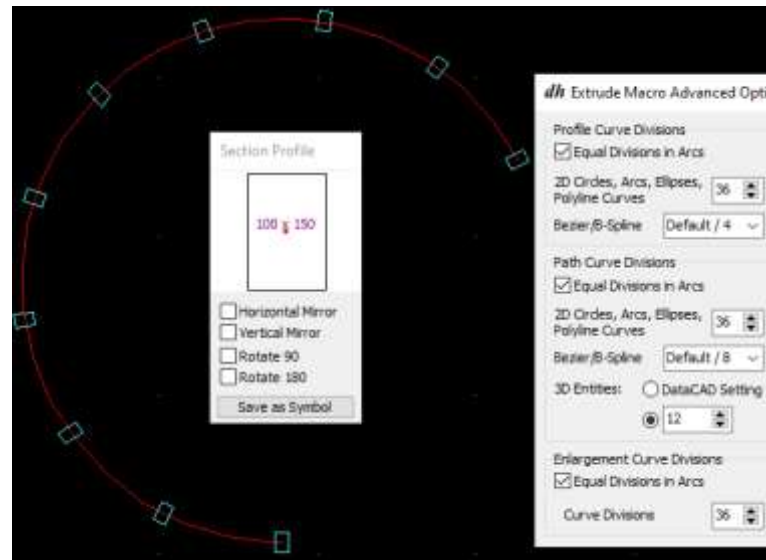 Section Profile
100 x 150
Horizontal Mirror
Vertical Mirror
Rotate 90
Rotate 180
Save as Symbol
dh Extrude Macro Advanced Opti
Profile Curve Divisions
Equal Divisions in Arcs
2D Circles, Arcs, Ellipses, 36
Polyline Curves
Bezier/B-Spline Default / 4
Path Curve Divisions
Equal Divisions in Arcs
2D Circles, Arcs, Ellipses, 36
Polyline Curves
Bezier/B-Spline Default / 8
3D Entities: DataCAD Setting
12
Enlargement Curve Divisions
Equal Divisions in Arcs
Curve Divisions 36